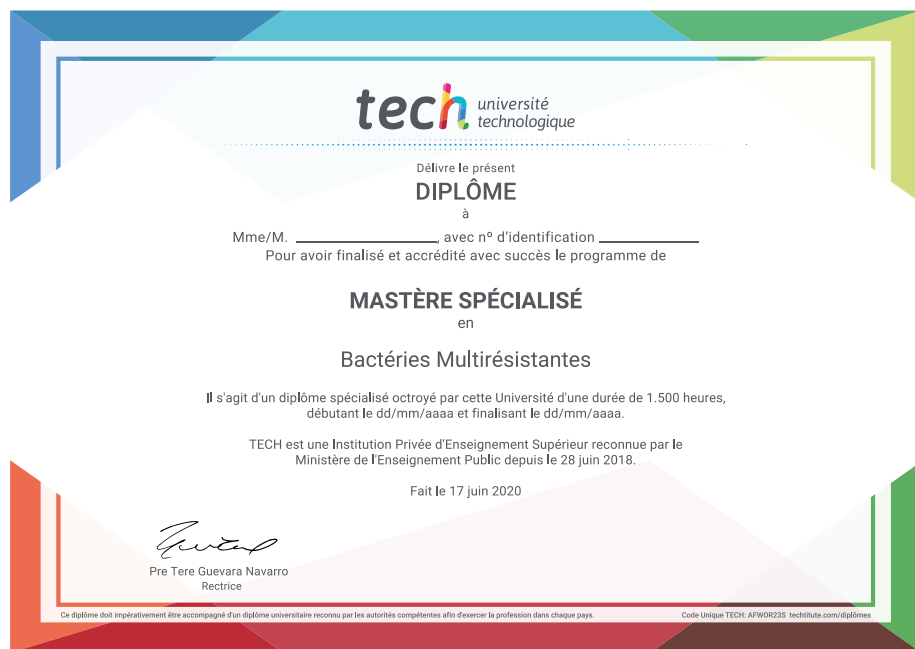 tech université
technologique
Délivre le présent
DIPLÔME
à
Mme/M. ____________, avec nº d'identification ____________
Pour avoir finalisé et accrédité avec succès le programme de
MASTÈRE SPÉCIALISÉ
en
Bactéries Multirésistantes
Il s'agit d'un diplôme spécialisé octroyé par cette Université d'une durée de 1.500 heures,
débutant le dd/mm/aaaa et finalisant le dd/mm/aaaa.
TECH est une Institution Privée d'Enseignement Supérieur reconnue par le
Ministère de l'Enseignement Public depuis le 28 juin 2018.
Fait le 17 juin 2020
Pre Tere Guevara Navarro
Rectrice
Ce diplôme doit impérativement être accompagné d'un diplôme universitaire reconnu par les autorités compétentes afin d'exercer la profession dans chaque pays.
Code Unique TECH: AFWOR23S techtitute.com/diplômes